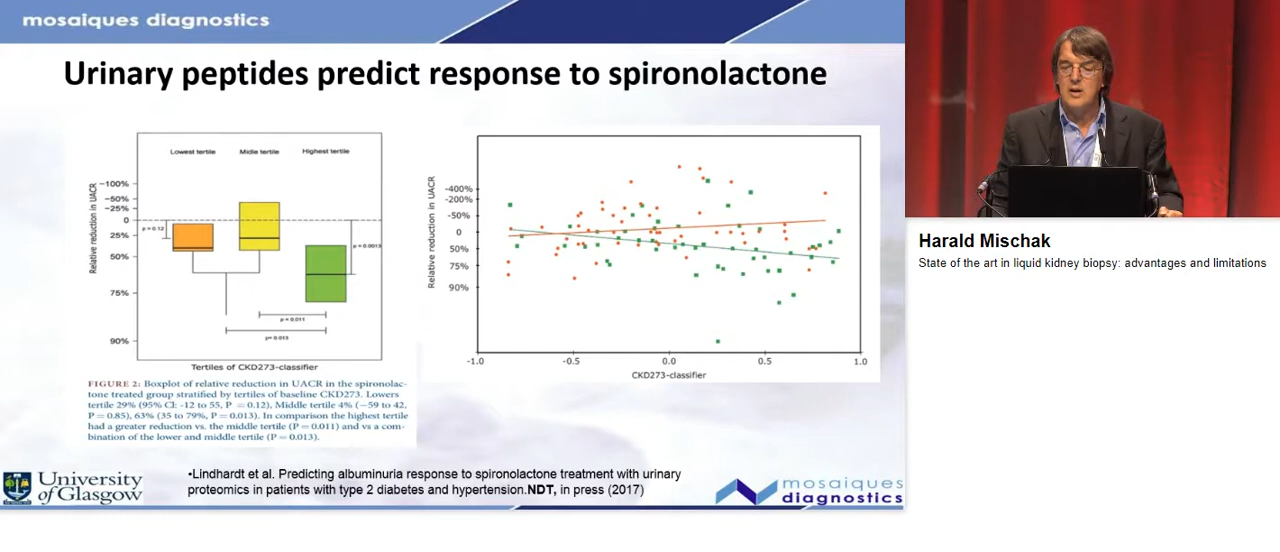 mosaiques diagnostics
Urinary peptides predict response to spironolactone
Lowest tertile
Midle tertile
Highest tertile
Relative reduction in UACR
−100%
−50%
−25%
0
25%
50%
75%
90%
p = 0.12
p = 0.0013
p = 0.011
p= 0.013
Tertiles of CKD273-classifier
Relative reduction in UACR
-400%
-200%
-50%
0
50%
75%
90%
-1.0
-0.5
0.0
0.5
1.0
CKD273-classifier
FIGURE 2: Boxplot of relative reduction in UACR in the spironolac-
tone treated group stratified by tertiles of baseline CKD273. Lowers
tertile 29% (95% CI: -12 to 55, P = 0.12), Middle tertile 4% (−59 to 42,
P = 0.85), 63% (35 to 79%, P = 0.013). In comparison the highest tertile
had a greater reduction vs. the middle tertile (P = 0.011) and vs a com-
bination of the lower and middle tertile (P = 0.013).
•Lindhardt et al. Predicting albuminuria response to spironolactone treatment with urinary
proteomics in patients with type 2 diabetes and hypertension.NDT, in press (2017)
University
of Glasgow
mosaiques
diagnostics
Harald Mischak
State of the art in liquid kidney biopsy: advantages and limitations